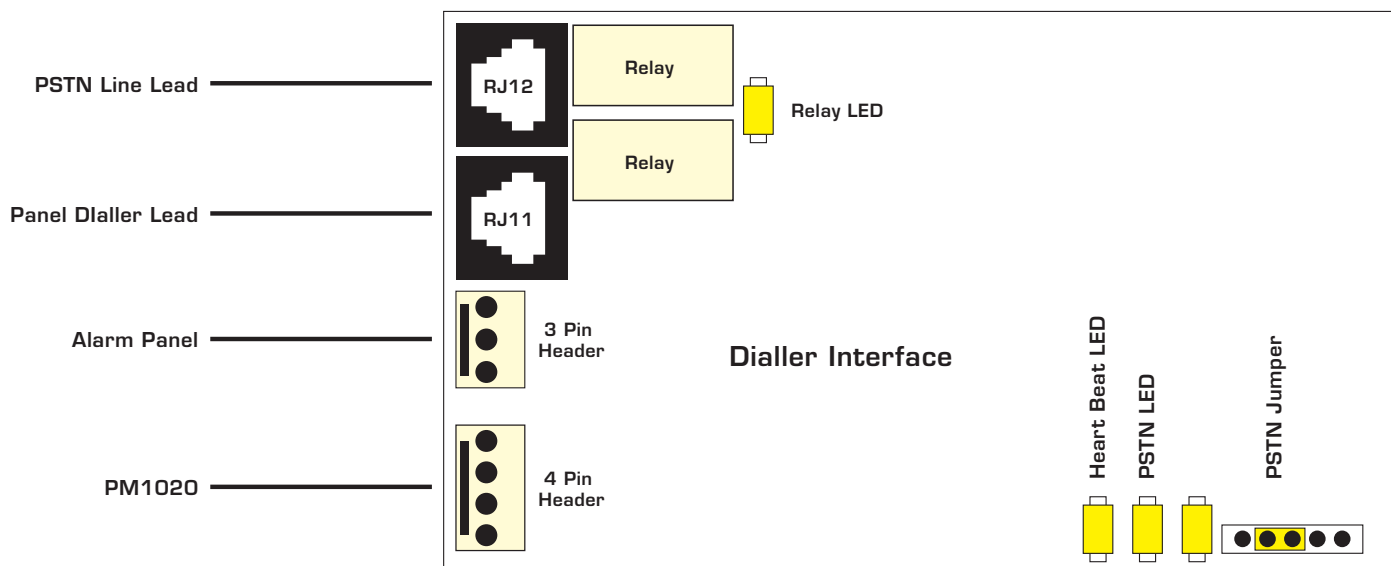 PSTN Line Lead
RJ12
Relay
Relay LED
Relay
Panel DIaller Lead
RJ11
Alarm Panel
3 Pin
Header
Dialler Interface
Heart Beat LED
PSTN LED
PSTN Jumper
PM1020
4 Pin
Header